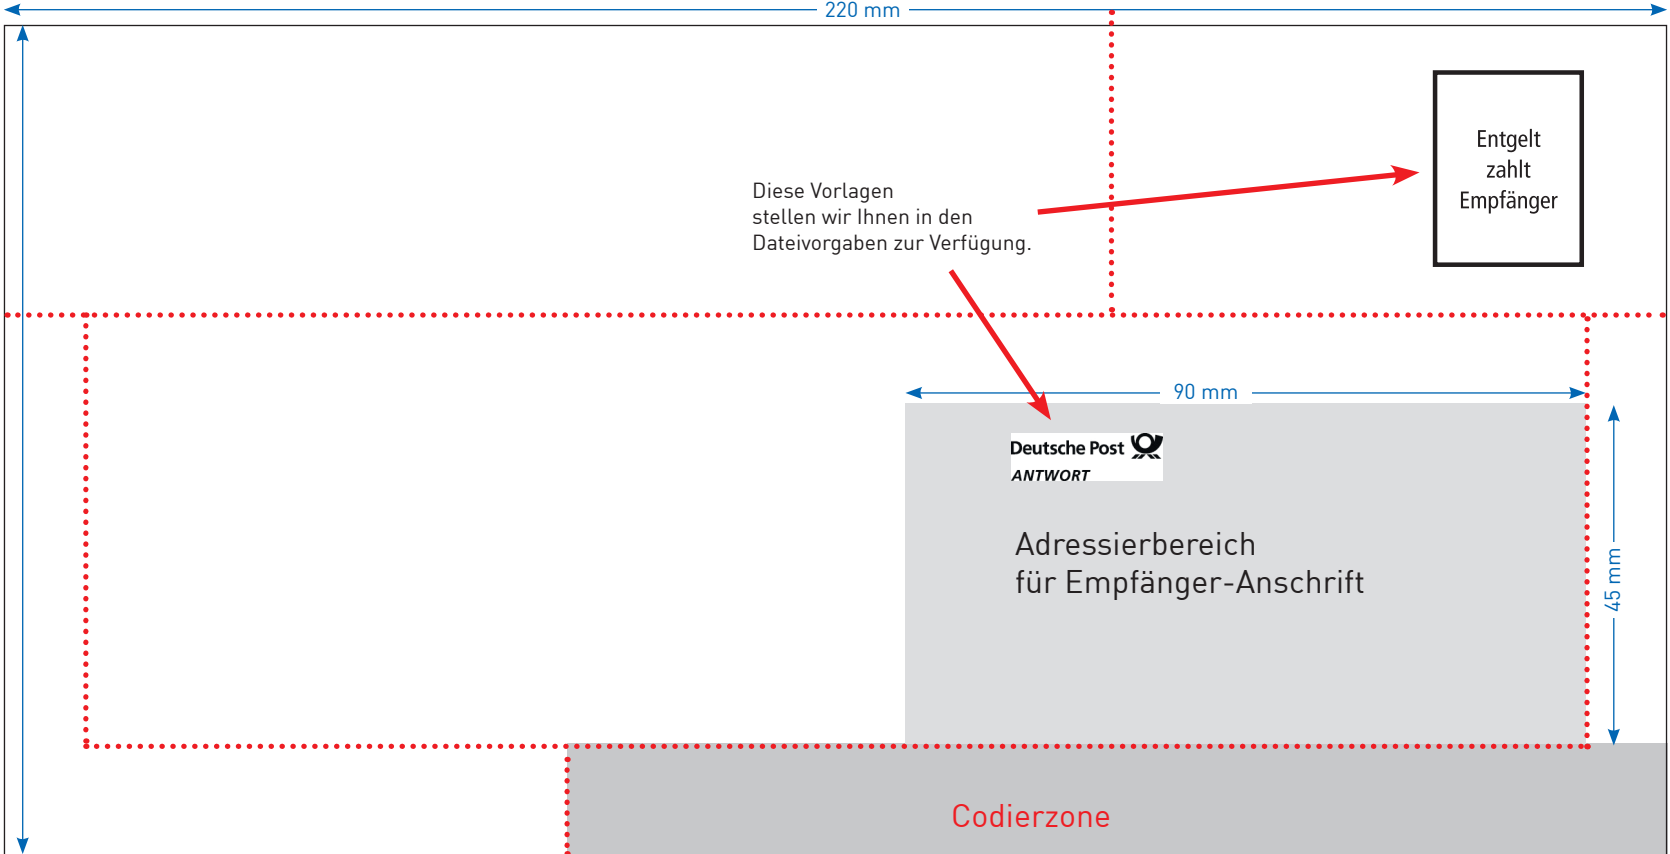 220 mm
Entgelt
zahlt
Empfänger
Diese Vorlagen
stellen wir Ihnen in den
Dateivorgaben zur Verfügung.
90 mm
Deutsche Post
ANTWORT
Adressierbereich
für Empfänger-Anschrift
45 mm
Codierzone